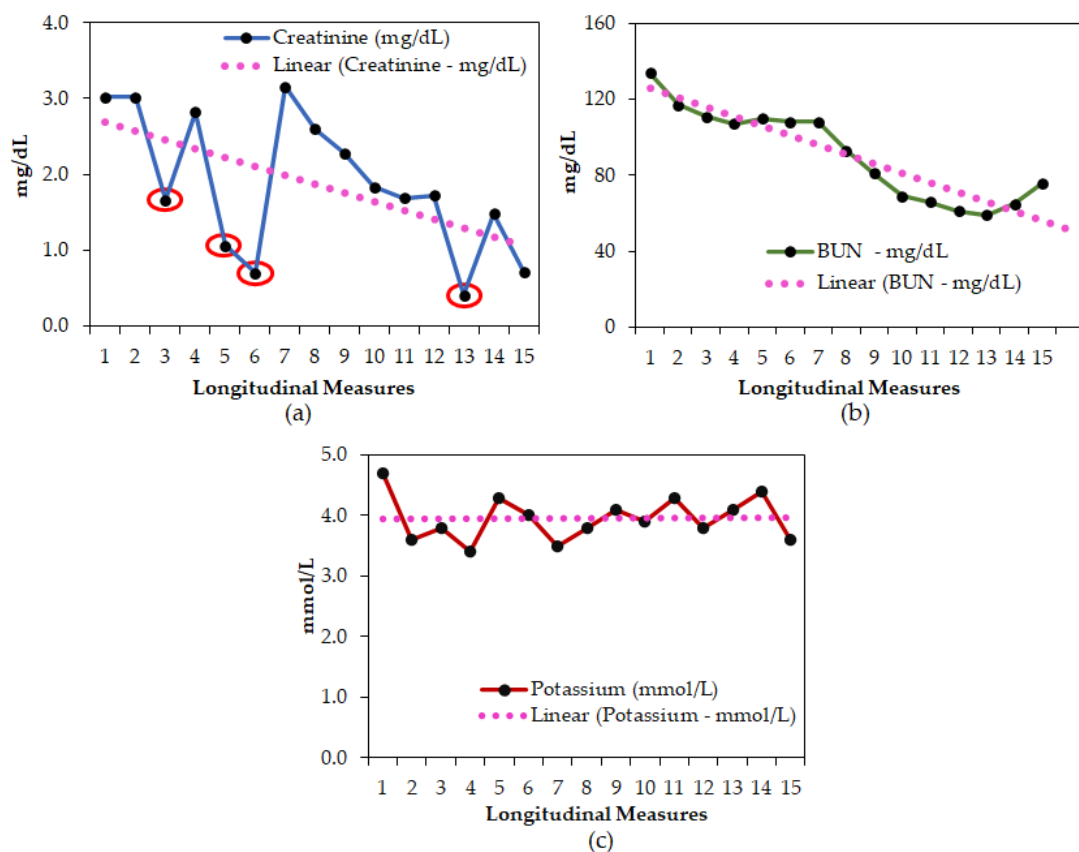 4.0
3.0
2.0
1.0
0.0
mg/dL
Creatinine (mg/dL)
Linear (Creatinine - mg/dL)
1 2 3 4 5 6 7 8 9 10 11 12 13 14 15
Longitudinal Measures
(a)
160
120
80
40
0
mg/dL
BUN - mg/dL
Linear (BUN - mg/dL)
1 2 3 4 5 6 7 8 9 10 11 12 13 14 15
Longitudinal Measures
(b)
5.0
4.0
3.0
2.0
1.0
0.0
mmol/L
Potassium (mmol/L)
Linear (Potassium - mmol/L)
1 2 3 4 5 6 7 8 9 10 11 12 13 14 15
Longitudinal Measures
(c)